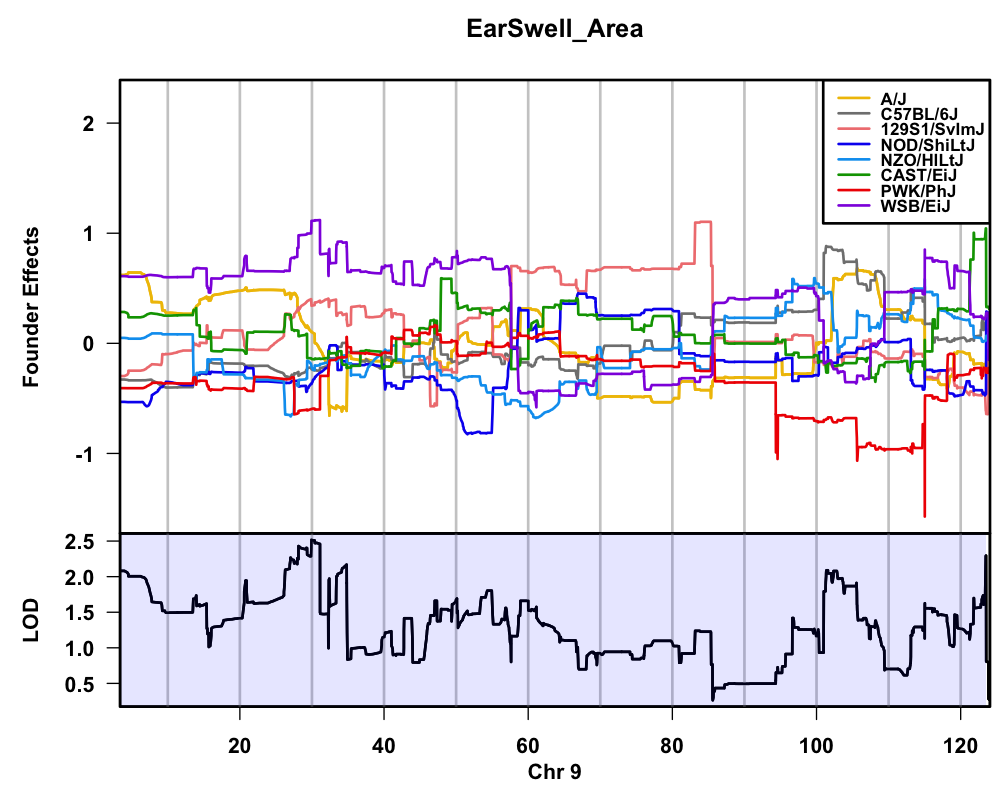 EarSwell_Area
A/J
C57BL/6J
129S1/SvImJ
NOD/ShiLtJ
NZO/HlLtJ
CAST/EiJ
PWK/PhJ
WSB/EiJ
Founder Effects
2
1
0
-1
LOD
2.5
2.0
1.5
1.0
0.5
20 40 60 80 100 120
Chr 9